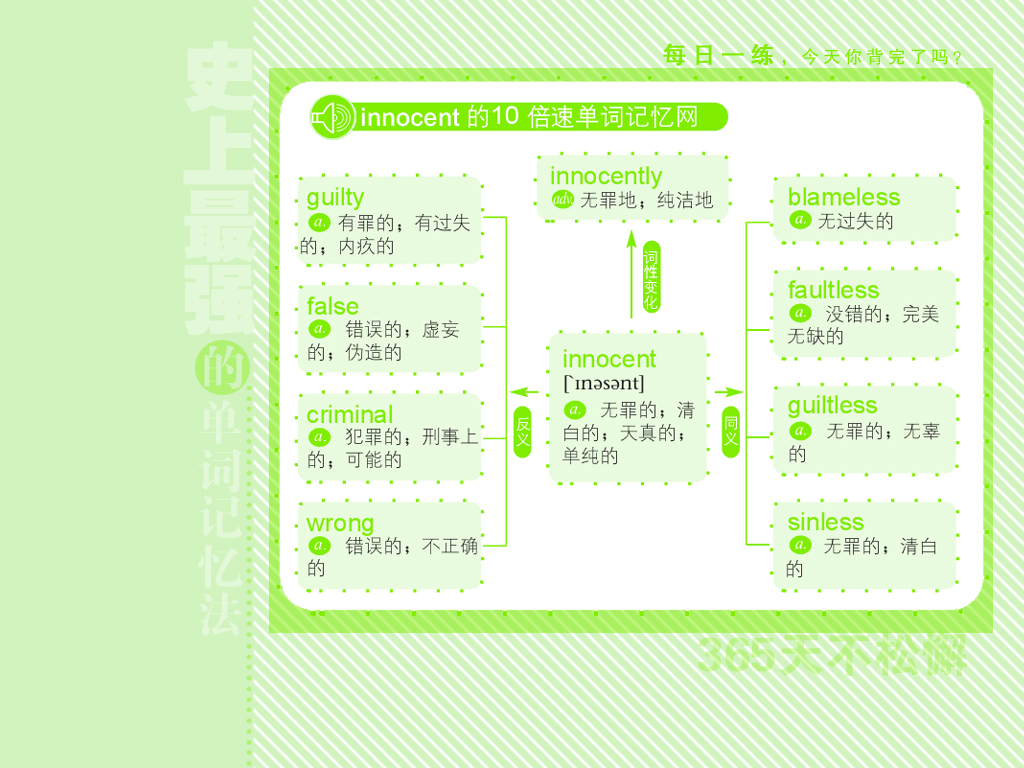 每日一练，今天你背完了吗？
史上最强的单词记忆法
innocent 的10 倍速单词记忆网
guilty
a. 有罪的；有过失
的；内疚的
false
a. 错误的；虚妄
的；伪造的
criminal
a. 犯罪的；刑事上
的；可能的
wrong
a. 错误的；不正确
的
反义
innocently
adv. 无罪地；纯洁地
词性变化
innocent
[`ɪnəsənt]
a. 无罪的；清
白的；天真的；
单纯的
同义
blameless
a. 无过失的
faultless
a. 没错的；完美
无缺的
guiltless
a. 无罪的；无辜
的
sinless
a. 无罪的；清白
的
365天不松懈